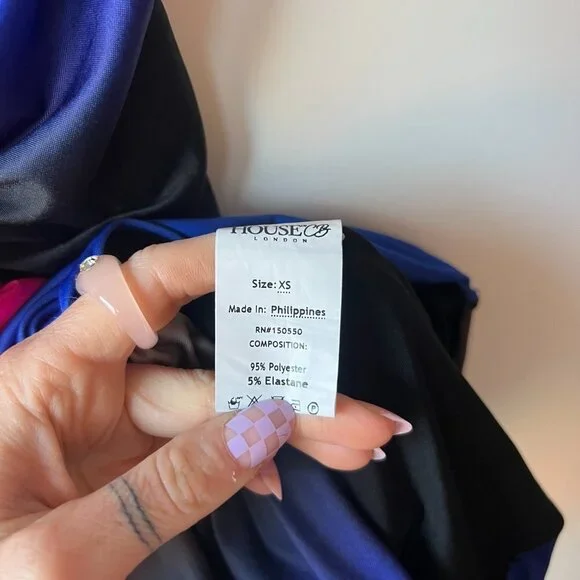 HOUSE CB
LONDON
Size: XS
Made in: Philippines
RN#150550
COMPOSITION:
95% Polyester
5% Elastane
P